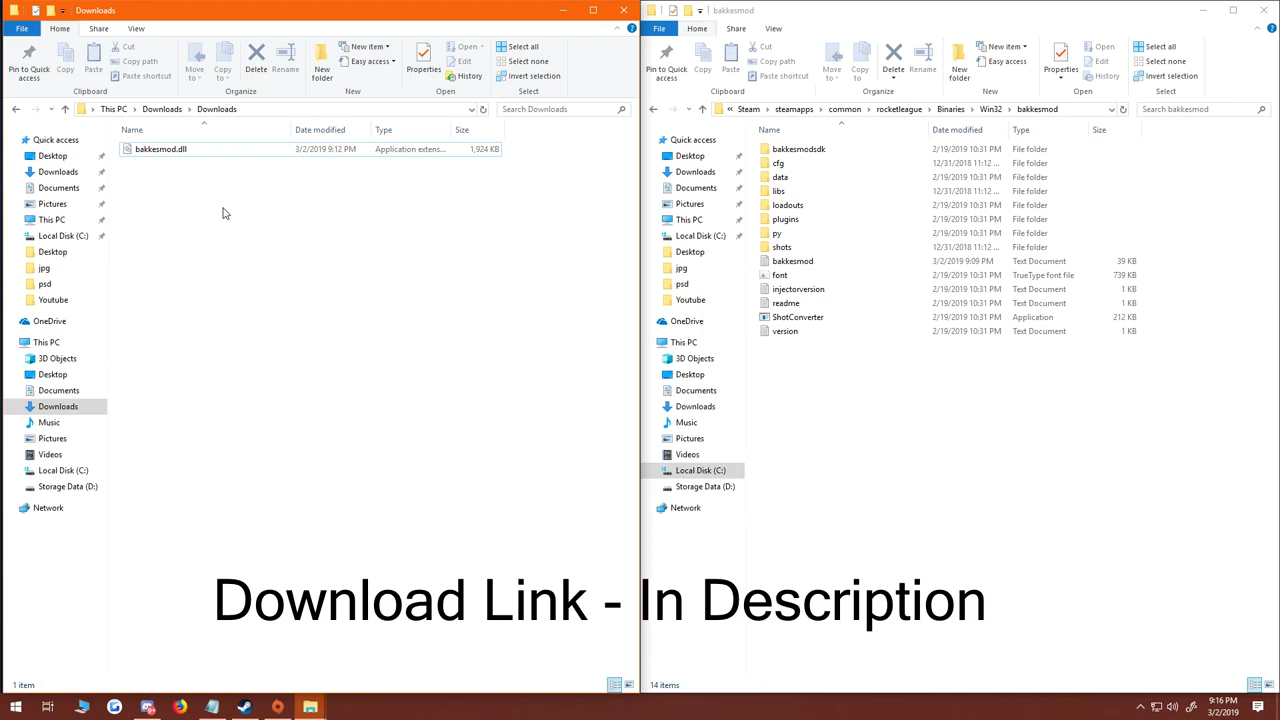 Downloads
File Home Share View
Pin to Quick access
Copy
Paste
Cut
Copy path
Paste shortcut
Clipboard
Move to
Copy to
Delete
Rename
Organize
New folder
New item
Easy access
New
Properties
Open
Edit
History
Open
Select all
Select none
Invert selection
Select
This PC > Downloads > Downloads
Search Downloads
Name Date modified Type Size
bakkesmod.dll 3/2/2019 9:12 PM Application extens... 1,924 KB
Quick access
Desktop
Downloads
Documents
Pictures
This PC
Local Disk (C:)
Desktop
jpg
psd
Youtube
OneDrive
This PC
3D Objects
Desktop
Documents
Downloads
Music
Pictures
Videos
Local Disk (C:)
Storage Data (D:)
Network
1 item
bakkesmod
File Home Share View
Pin to Quick access
Copy
Paste
Cut
Copy path
Paste shortcut
Clipboard
Move to
Copy to
Delete
Rename
Organize
New folder
New item
Easy access
New
Properties
Open
Edit
History
Open
Select all
Select none
Invert selection
Select
« Steam > steamapps > common > rocketleague > Binaries > Win32 > bakkesmod
Search bakkesmod
Name Date modified Type Size
bakkesmodsdk 2/19/2019 10:31 PM File folder
cfg 12/31/2018 11:12 ... File folder
data 2/19/2019 10:31 PM File folder
libs 12/31/2018 11:12 ... File folder
loadouts 2/19/2019 10:31 PM File folder
plugins 2/19/2019 10:31 PM File folder
py 2/19/2019 10:31 PM File folder
shots 12/31/2018 11:12 ... File folder
bakkesmod 3/2/2019 9:09 PM Text Document 39 KB
font 2/19/2019 10:31 PM TrueType font file 739 KB
injectorversion 2/19/2019 10:31 PM Text Document 1 KB
readme 2/19/2019 10:31 PM Text Document 1 KB
ShotConverter 2/19/2019 10:31 PM Application 212 KB
version 2/19/2019 10:31 PM Text Document 1 KB
Quick access
Desktop
Downloads
Documents
Pictures
This PC
Local Disk (C:)
Desktop
jpg
psd
Youtube
OneDrive
This PC
3D Objects
Desktop
Documents
Downloads
Music
Pictures
Videos
Local Disk (C:)
Storage Data (D:)
Network
14 items
Download Link - In Description
9:16 PM
3/2/2019